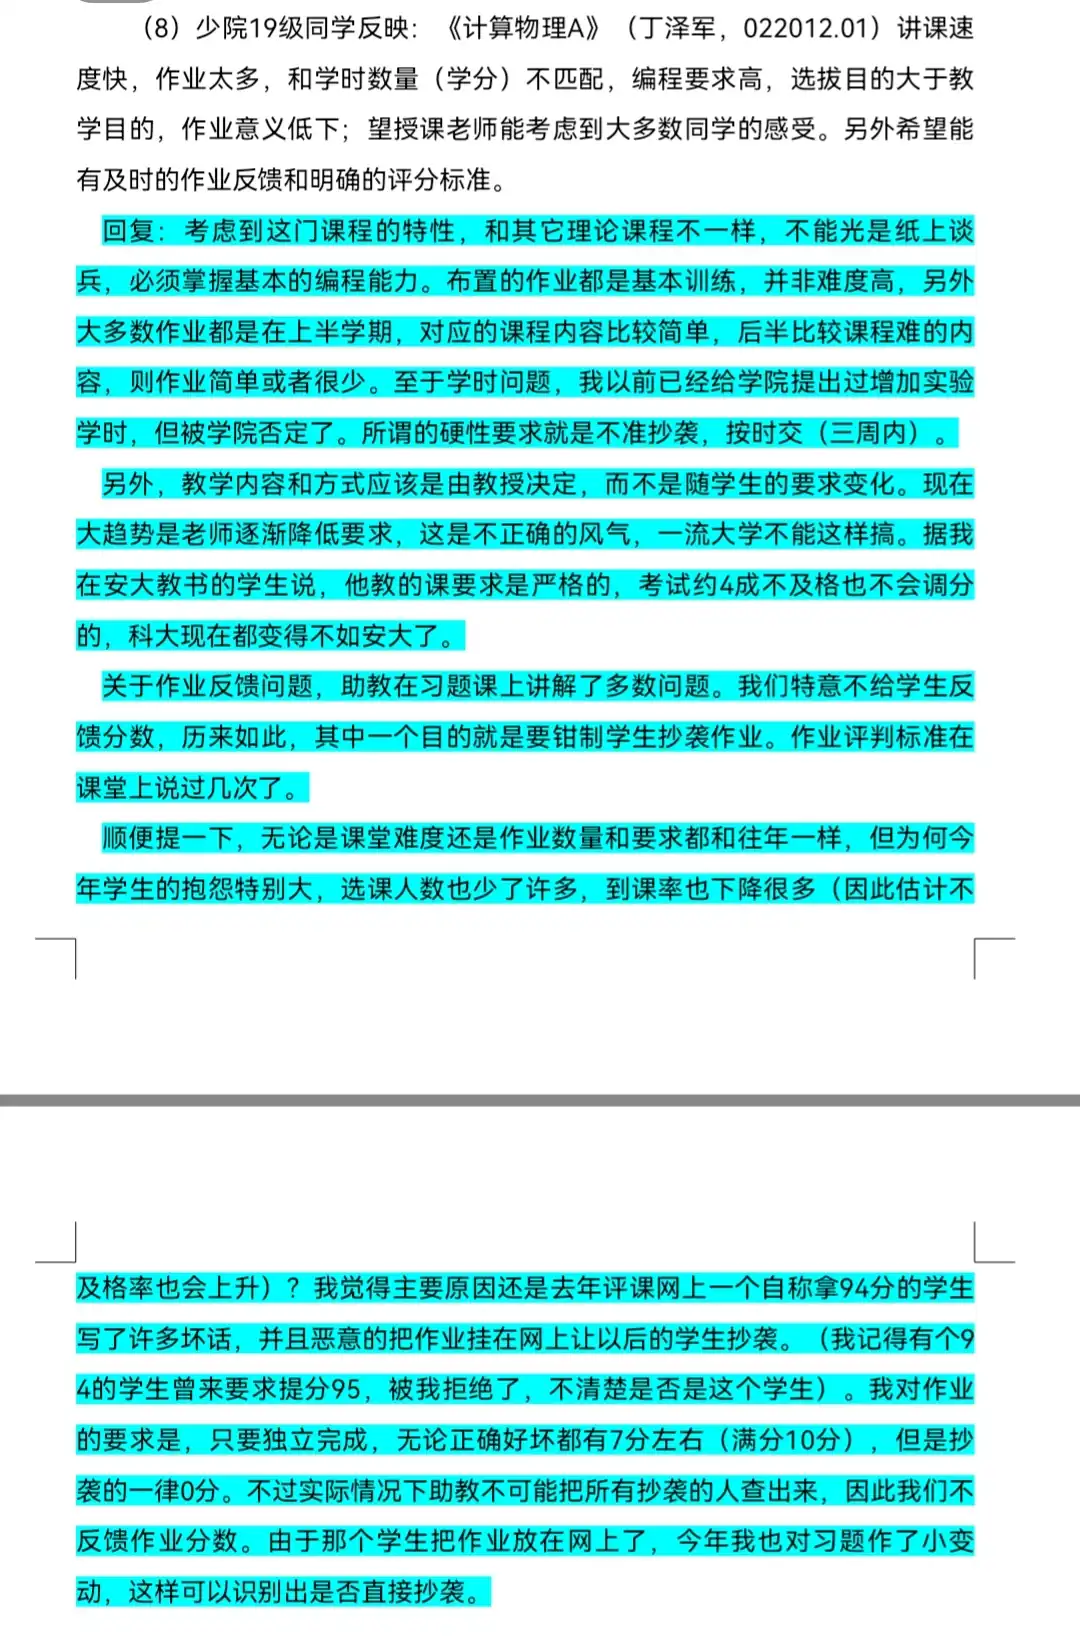 （8）少院19级同学反映：《计算物理A》（丁泽军，022012.01）讲课速
度快，作业太多，和学时数量（学分）不匹配，编程要求高，选拔目的大于教
学目的，作业意义低下；望授课老师能考虑到大多数同学的感受。另外希望能
有及时的作业反馈和明确的评分标准。
回复：考虑到这门课程的特性，和其它理论课程不一样，不能光是纸上谈
兵，必须掌握基本的编程能力。布置的作业都是基本训练，并非难度高，另外
大多数作业都是在上半学期，对应的课程内容比较简单，后半比较课程难的内
容，则作业简单或者很少。至于学时问题，我以前已经给学院提出过增加实验
学时，但被学院否定了。所谓的硬性要求就是不准抄袭，按时交（三周内）。
另外，教学内容和方式应该是由教授决定，而不是随学生的要求变化。现在
大趋势是老师逐渐降低要求，这是不正确的风气，一流大学不能这样搞。据我
在安大教书的学生说，他教的课要求是严格的，考试约4成不及格也不会调分
的，科大现在都变得不如安大了。
关于作业反馈问题，助教在习题课上讲解了多数问题。我们特意不给学生反
馈分数，历来如此，其中一个目的就是要钳制学生抄袭作业。作业评判标准在
课堂上说过几次了。
顺便提一下，无论是课堂难度还是作业数量和要求都和往年一样，但为何今
年学生的抱怨特别大，选课人数也少了许多，到课率也下降很多（因此估计不
及格率也会上升）？我觉得主要原因还是去年评课网上一个自称拿94分的学生
写了许多坏话，并且恶意的把作业挂在网上让以后的学生抄袭。（我记得有个9
4的学生曾来要求提分95，被我拒绝了，不清楚是否是这个学生）。我对作业
的要求是，只要独立完成，无论正确好坏都有7分左右（满分10分），但是抄
袭的一律0分。不过实际情况下助教不可能把所有抄袭的人查出来，因此我们不
反馈作业分数。由于那个学生把作业放在网上了，今年我也对习题作了小变
动，这样可以识别出是否直接抄袭。